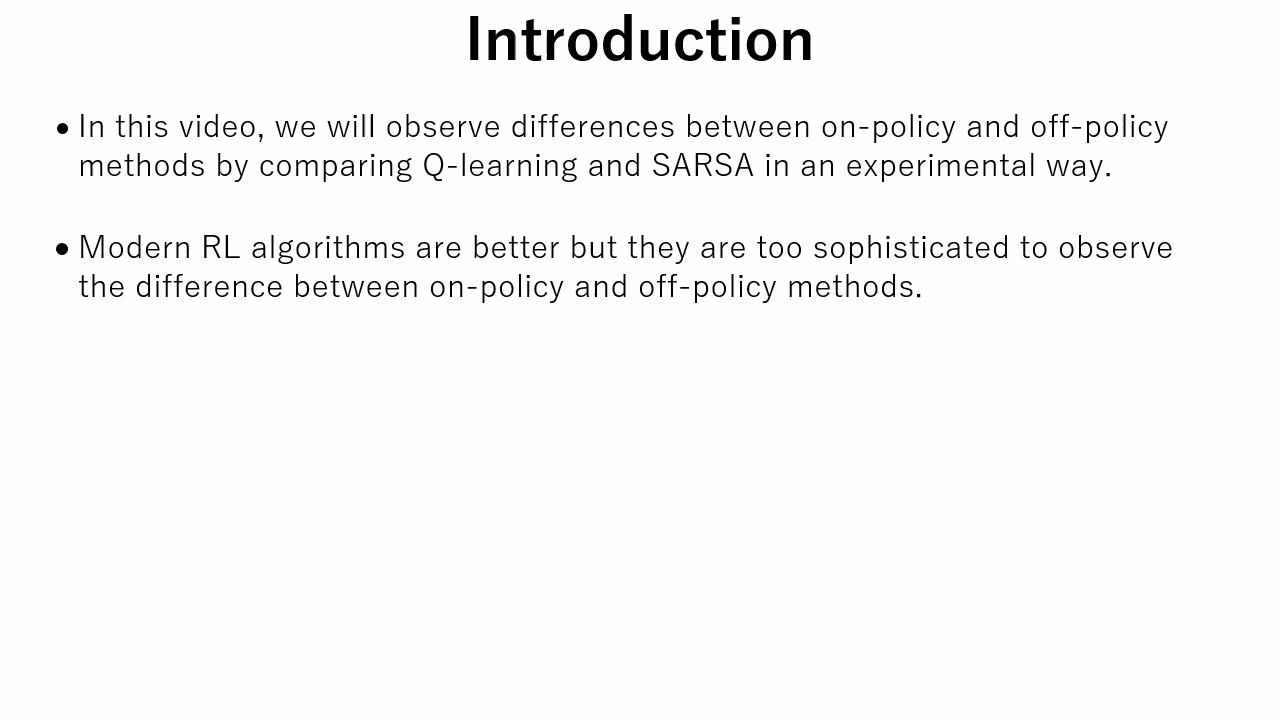 Introduction
• In this video, we will observe differences between on-policy and off-policy
methods by comparing Q-learning and SARSA in an experimental way.
• Modern RL algorithms are better but they are too sophisticated to observe
the difference between on-policy and off-policy methods.